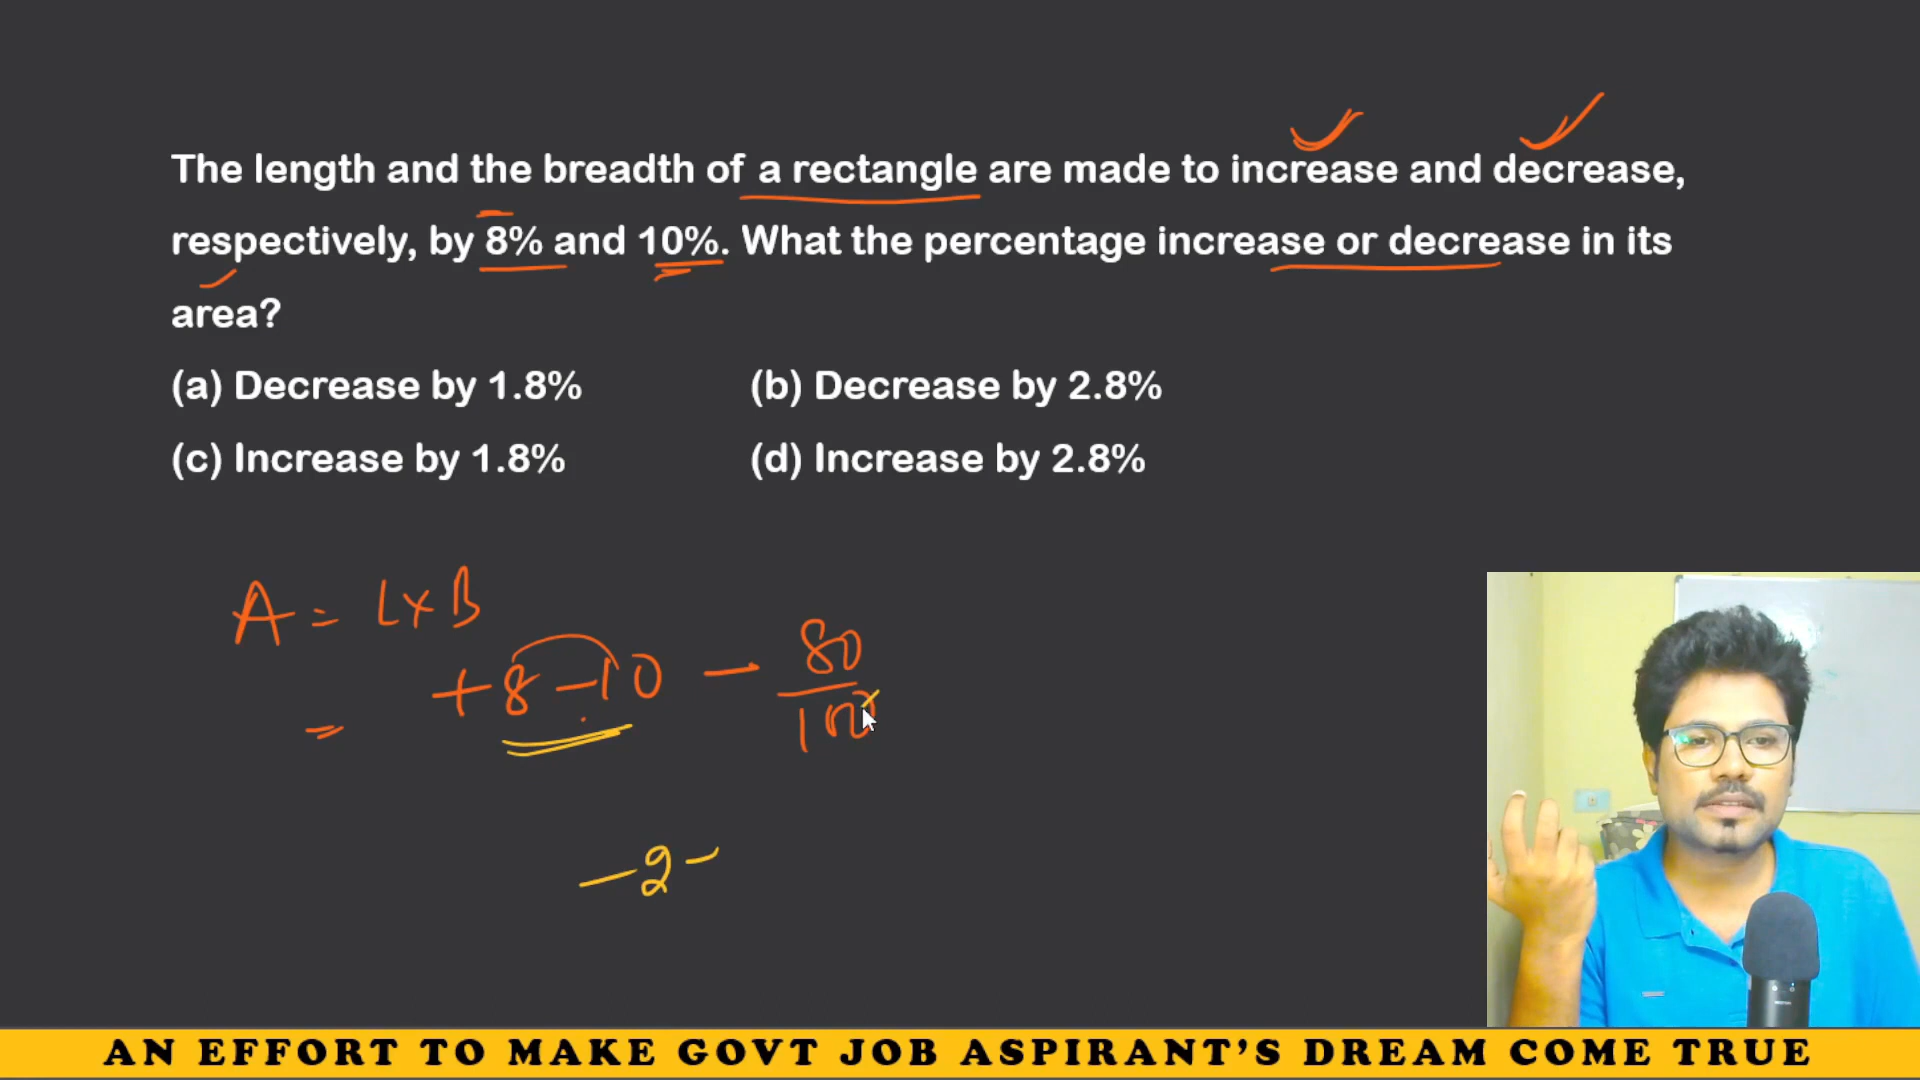 The length and the breadth of a rectangle are made to increase and decrease,
respectively, by 8% and 10%. What the percentage increase or decrease in its
area?
(a) Decrease by 1.8% (b) Decrease by 2.8%
(c) Increase by 1.8% (d) Increase by 2.8%
A = L×B
= +8-10 - 80/100
-2-
AN EFFORT TO MAKE GOVT JOB ASPIRANT'S DREAM COME TRUE